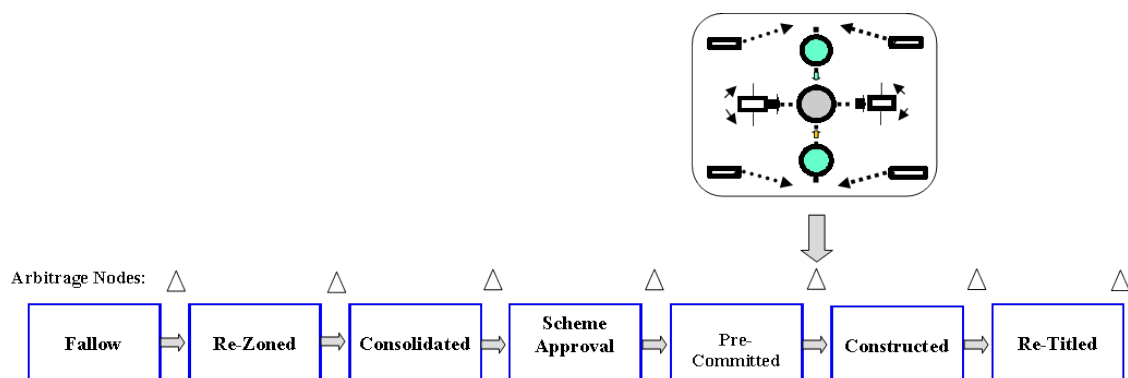 Arbitrage Nodes:
Fallow
Re-Zoned
Consolidated
Scheme
Approval
Pre-
Committed
Constructed
Re-Titled